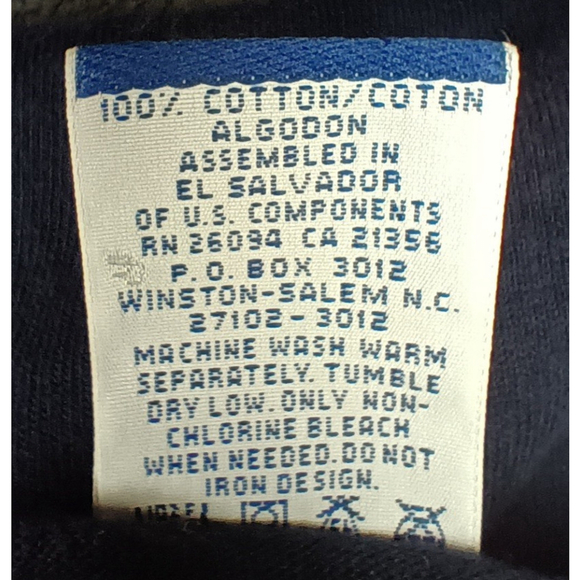 100% COTTON/COTON
ALGODON
ASSEMBLED IN
EL SALVADOR
OF U.S. COMPONENTS
RN 26094 CA 21356
P.O. BOX 3012
WINSTON-SALEM N.C.
27102-3012
MACHINE WASH WARM
SEPARATELY. TUMBLE
DRY LOW. ONLY NON-
CHLORINE BLEACH
WHEN NEEDED. DO NOT
IRON DESIGN.